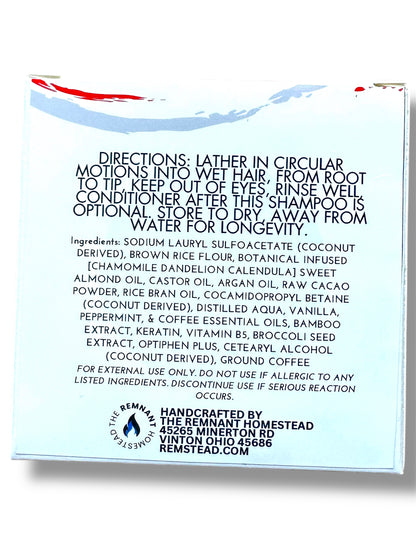 DIRECTIONS: LATHER IN CIRCULAR
MOTIONS INTO WET HAIR, FROM ROOT
TO TIP, KEEP OUT OF EYES, RINSE WELL,
CONDITIONER AFTER THIS SHAMPOO IS
OPTIONAL. STORE TO DRY, AWAY FROM
WATER FOR LONGEVITY.
Ingredients: SODIUM LAURYL SULFOACETATE (COCONUT
DERIVED), BROWN RICE FLOUR, BOTANICAL INFUSED
[CHAMOMILE DANDELION CALENDULA] SWEET
ALMOND OIL, CASTOR OIL, ARGAN OIL, RAW CACAO
POWDER, RICE BRAN OIL, COCAMIDOPROPYL BETAINE
(COCONUT DERIVED), DISTILLED AQUA, VANILLA,
PEPPERMINT, & COFFEE ESSENTIAL OILS, BAMBOO
EXTRACT, KERATIN, VITAMIN B5, BROCCOLI SEED
EXTRACT, OPTIPHEN PLUS, CETEARYL ALCOHOL
(COCONUT DERIVED), GROUND COFFEE
FOR EXTERNAL USE ONLY. DO NOT USE IF ALLERGIC TO ANY
LISTED INGREDIENTS. DISCONTINUE USE IF SERIOUS REACTION
OCCURS.
THE REMNANT HOMESTEAD
HANDCRAFTED BY
THE REMNANT HOMESTEAD
45265 MINERTON RD
VINTON OHIO 45686
REMSTEAD.COM